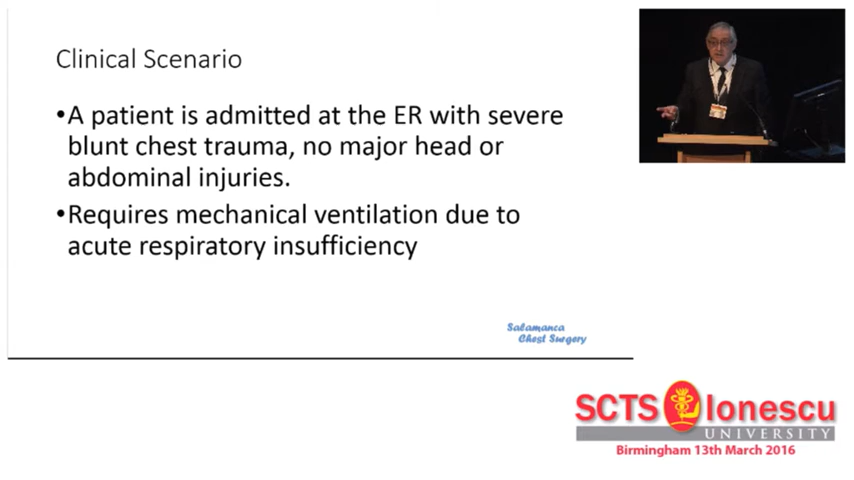 Clinical Scenario
•A patient is admitted at the ER with severe
blunt chest trauma, no major head or
abdominal injuries.
•Requires mechanical ventilation due to
acute respiratory insufficiency
Salamanca
Chest Surgery
SCTS Ionescu
UNIVERSITY
Birmingham 13th March 2016